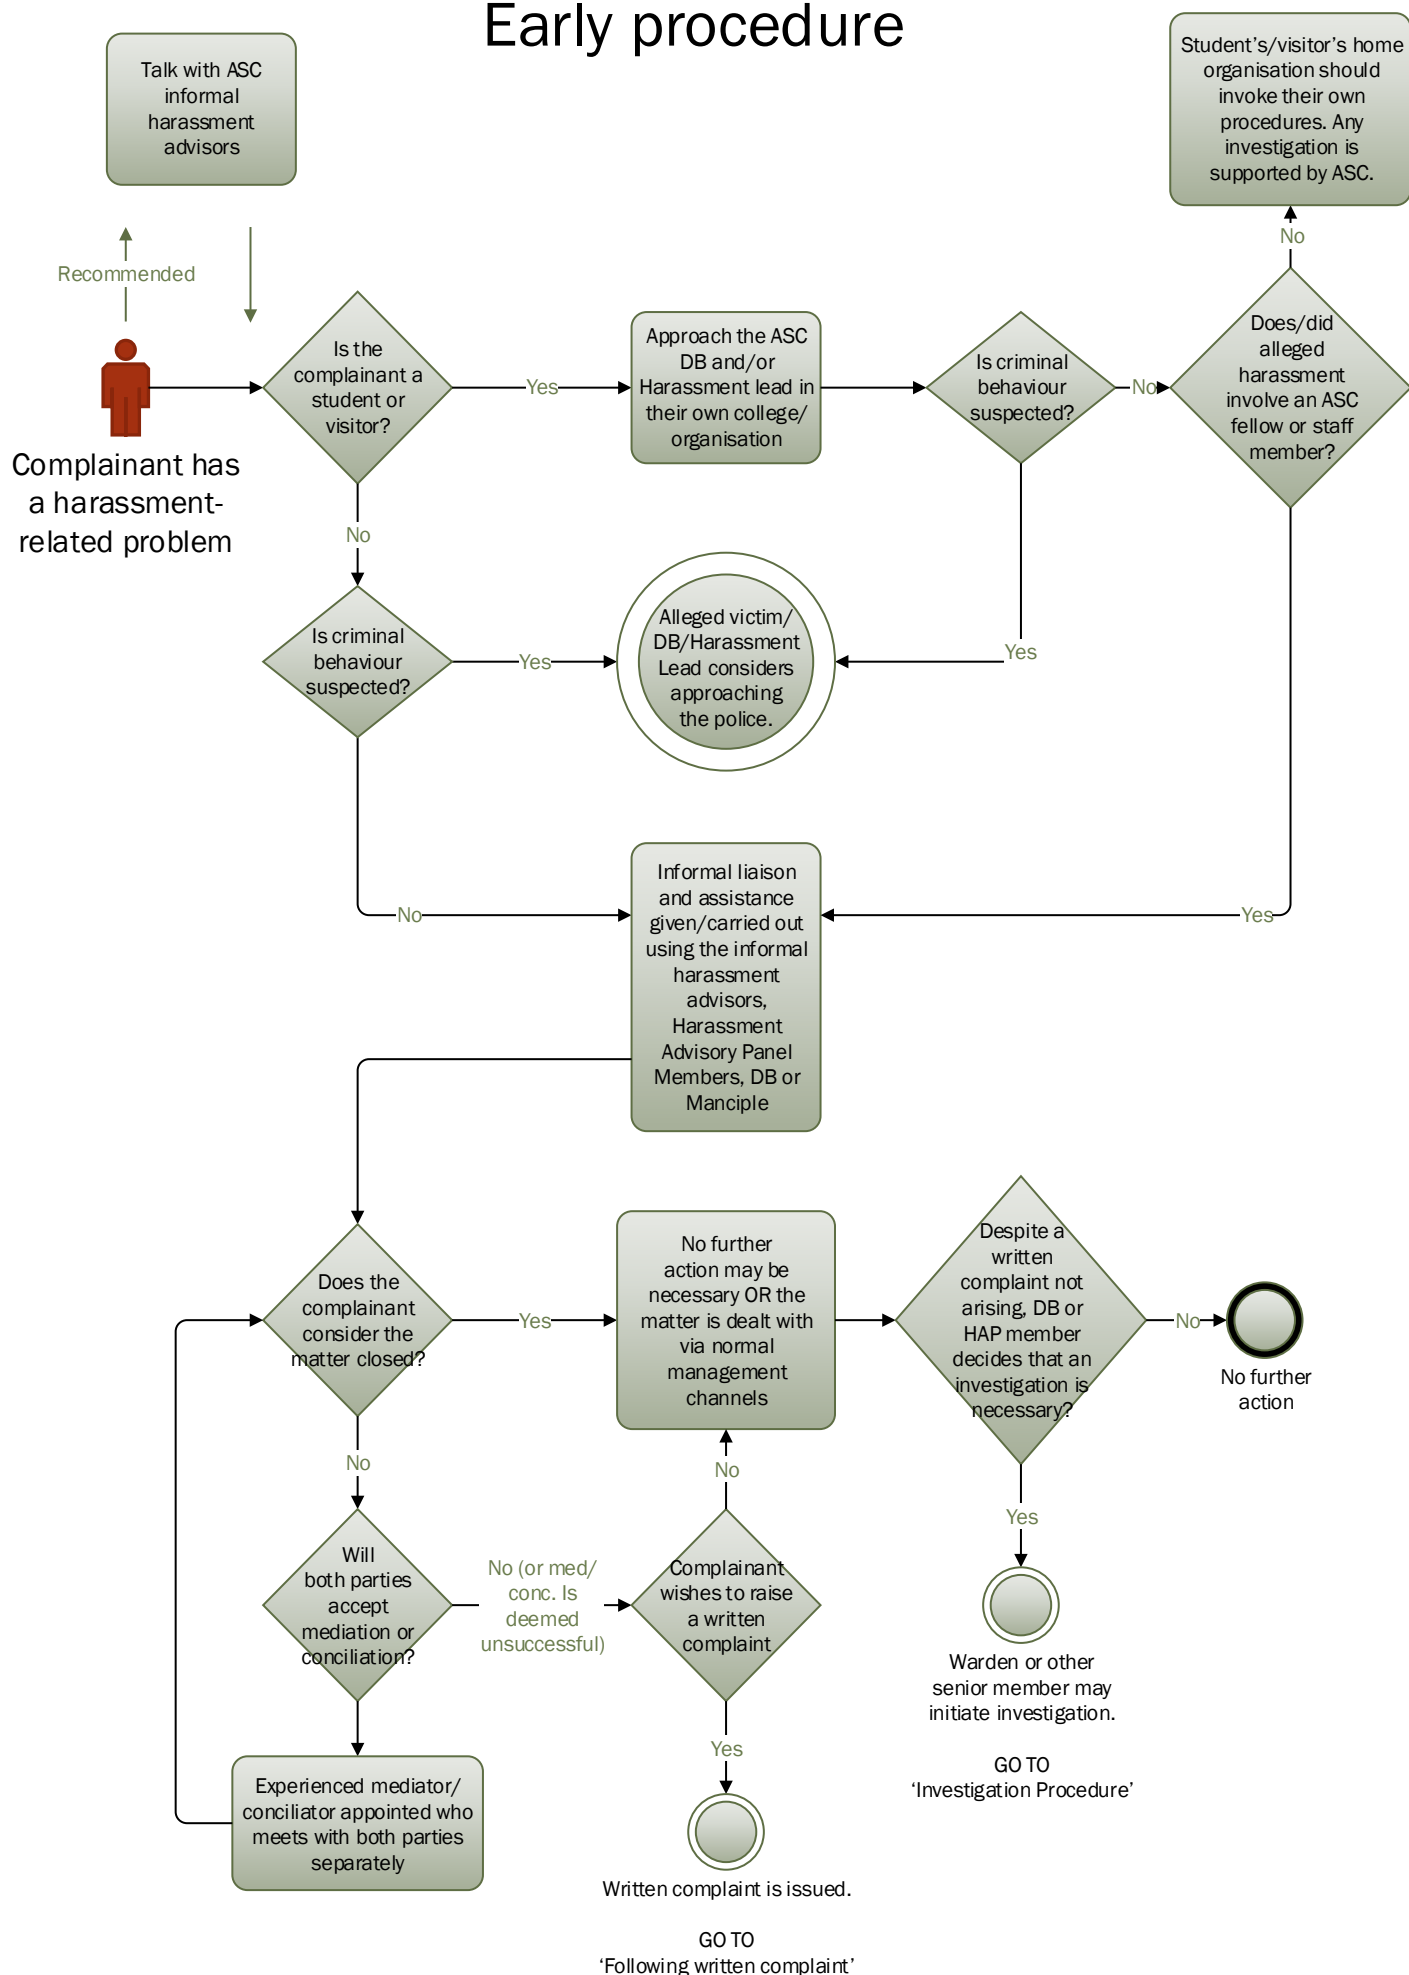 Early procedure
Talk with ASC
informal
harassment
advisors
Student's/visitor's home
organisation should
invoke their own
procedures. Any
investigation is
supported by ASC.
Recommended
No
Complainant has
a harassment-
related problem
Is the
complainant a
student or
visitor?
Yes
Approach the ASC
DB and/or
Harassment lead in
their own college/
organisation
Is criminal
behaviour
suspected?
No
Does/did
alleged
harassment
involve an ASC
fellow or staff
member?
No
Is criminal
behaviour
suspected?
Yes
Alleged victim/
DB/Harassment
Lead considers
approaching
the police.
Yes
No
Informal liaison
and assistance
given/carried out
using the informal
harassment
advisors,
Harassment
Advisory Panel
Members, DB or
Manciple
Yes
Does the
complainant
consider the
matter closed?
Yes
No further
action may be
necessary OR the
matter is dealt with
via normal
management
channels
Despite a
written
complaint not
arising, DB or
HAP member
decides that an
investigation is
necessary?
No
No further
action
No
No
Yes
Will
both parties
accept
mediation or
conciliation?
No (or med/
conc. Is
deemed
unsuccessful)
Complainant
wishes to raise
a written
complaint
Warden or other
senior member may
initiate investigation.
GO TO
‘Investigation Procedure’
Yes
Experienced mediator/
conciliator appointed who
meets with both parties
separately
Written complaint is issued.
GO TO
‘Following written complaint’